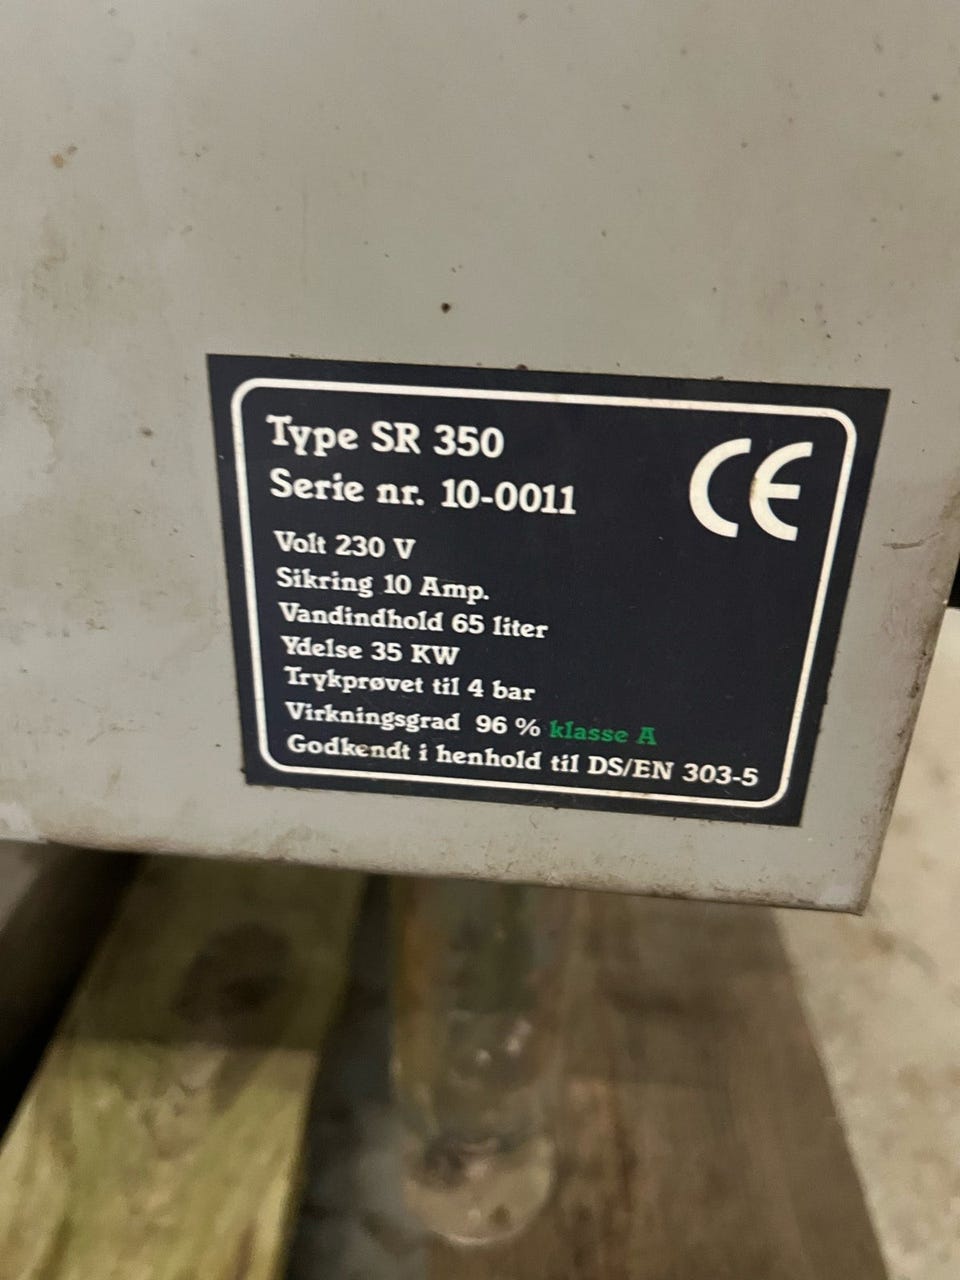 Type SR 350
CE
Serie nr. 10-0011
Volt 230 V
Sikring 10 Amp.
Vandindhold 65 liter
Ydelse 35 KW
Trykprøvet til 4 bar
Virkningsgrad 96 % klasse A
Godkendt i henhold til DS/EN 303-5